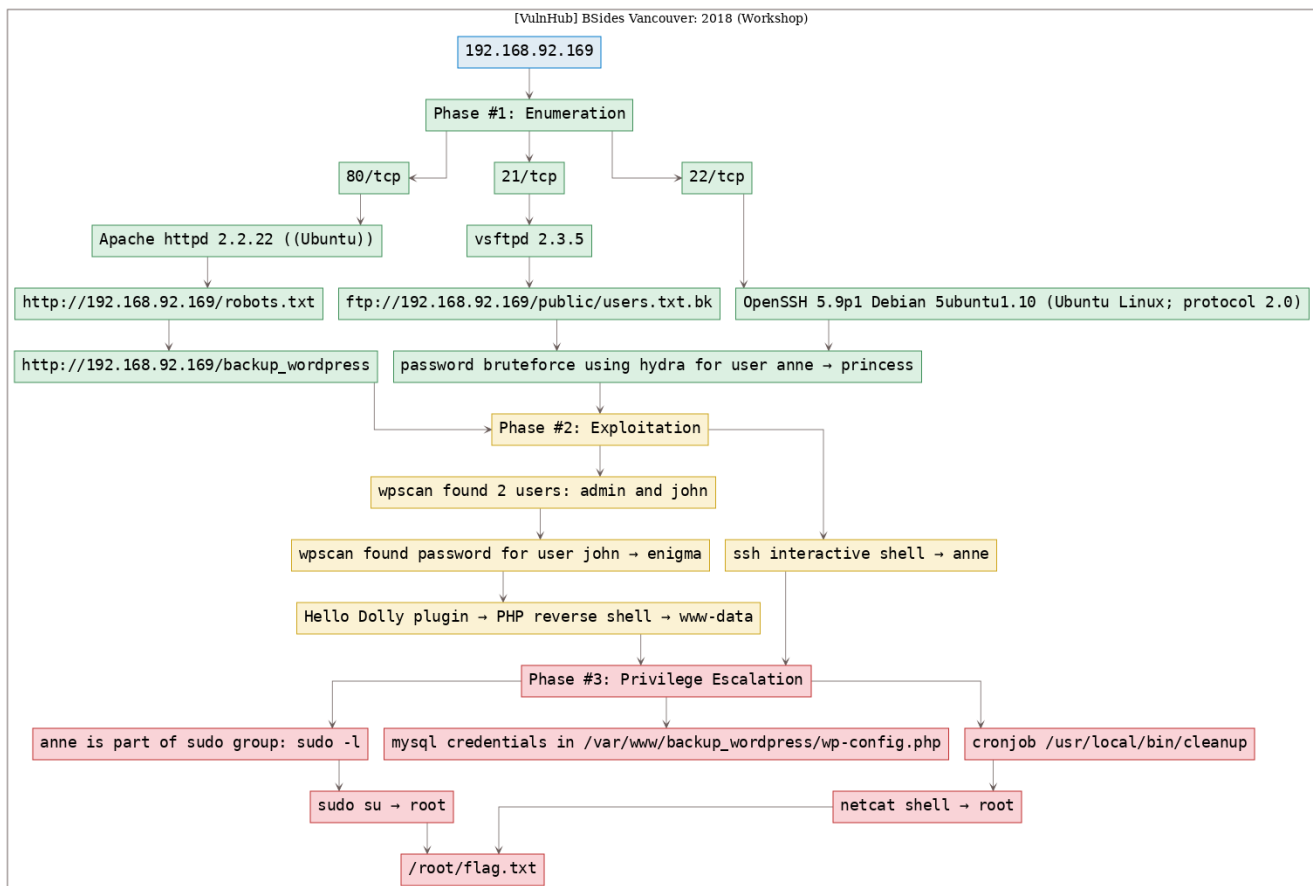 [VulnHub] BSides Vancouver: 2018 (Workshop)
192.168.92.169
Phase #1: Enumeration
80/tcp
21/tcp
22/tcp
Apache httpd 2.2.22 ((Ubuntu))
vsftpd 2.3.5
http://192.168.92.169/robots.txt
ftp://192.168.92.169/public/users.txt.bk
OpenSSH 5.9p1 Debian 5ubuntu1.10 (Ubuntu Linux; protocol 2.0)
http://192.168.92.169/backup_wordpress
password bruteforce using hydra for user anne → princess
Phase #2: Exploitation
wpscan found 2 users: admin and john
wpscan found password for user john → enigma
ssh interactive shell → anne
Hello Dolly plugin → PHP reverse shell → www-data
Phase #3: Privilege Escalation
anne is part of sudo group: sudo -l
mysql credentials in /var/www/backup_wordpress/wp-config.php
cronjob /usr/local/bin/cleanup
sudo su → root
netcat shell → root
/root/flag.txt